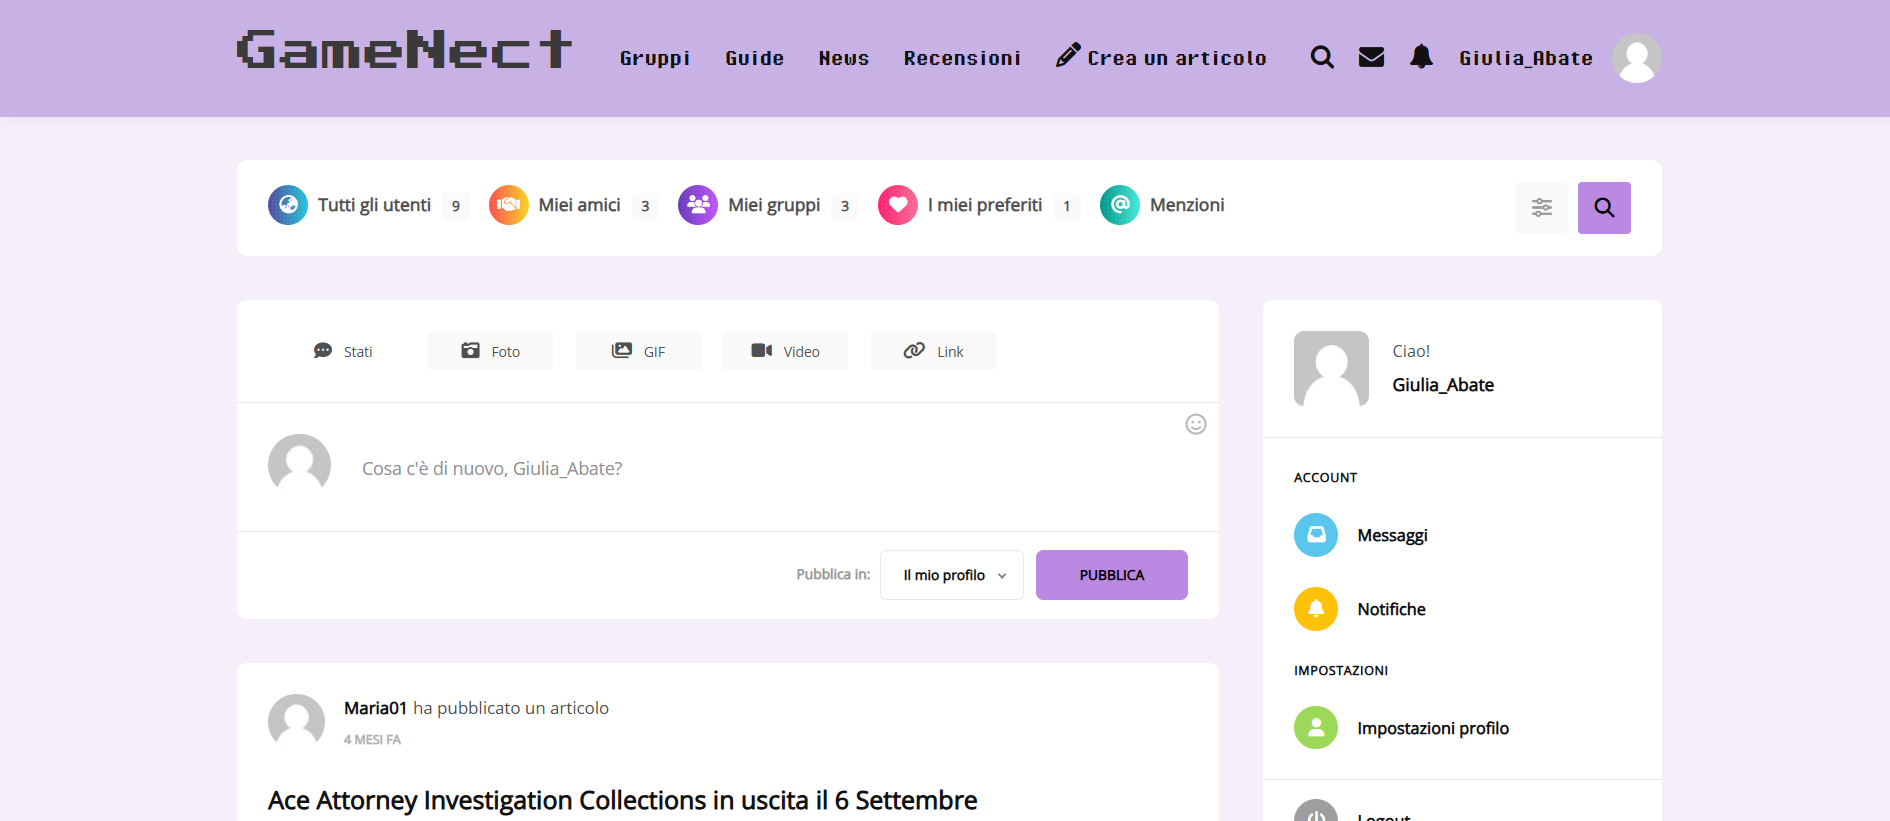 GameNect
Gruppi Guide News Recensioni Crea un articolo Giulia_Abate
Tutti gli utenti 9 Miei amici 3 Miei gruppi 3 I miei preferiti 1 Menzioni
Stati Foto GIF Video Link
Cosa c'è di nuovo, Giulia_Abate?
Pubblica in: Il mio profilo PUBBLICA
Maria01 ha pubblicato un articolo
4 MESI FA
Ace Attorney Investigation Collections in uscita il 6 Settembre
Ciao!
Giulia_Abate
ACCOUNT
Messaggi
Notifiche
IMPOSTAZIONI
Impostazioni profilo
Logout